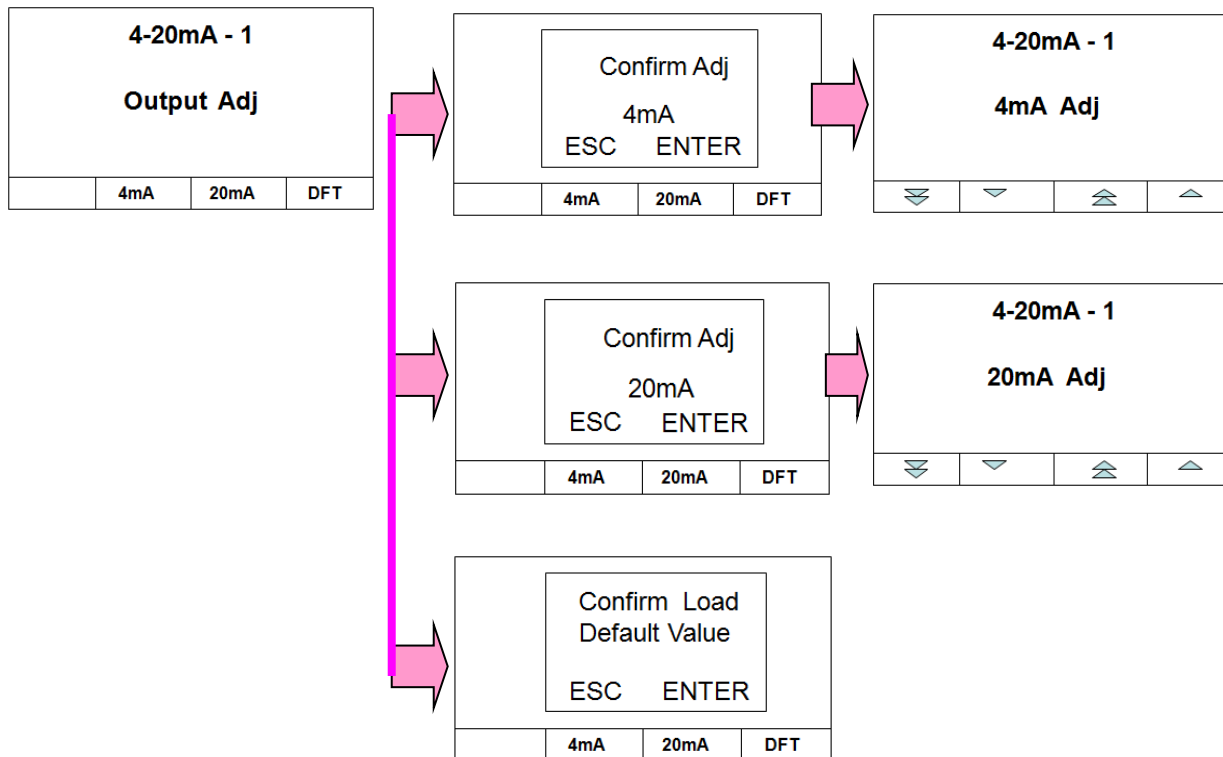 4-20mA - 1
Output Adj
4mA 20mA DFT
Confirm Adj
4mA
ESC ENTER
4mA 20mA DFT
4-20mA - 1
4mA Adj
Confirm Adj
20mA
ESC ENTER
4mA 20mA DFT
4-20mA - 1
20mA Adj
Confirm Load
Default Value
ESC ENTER
4mA 20mA DFT